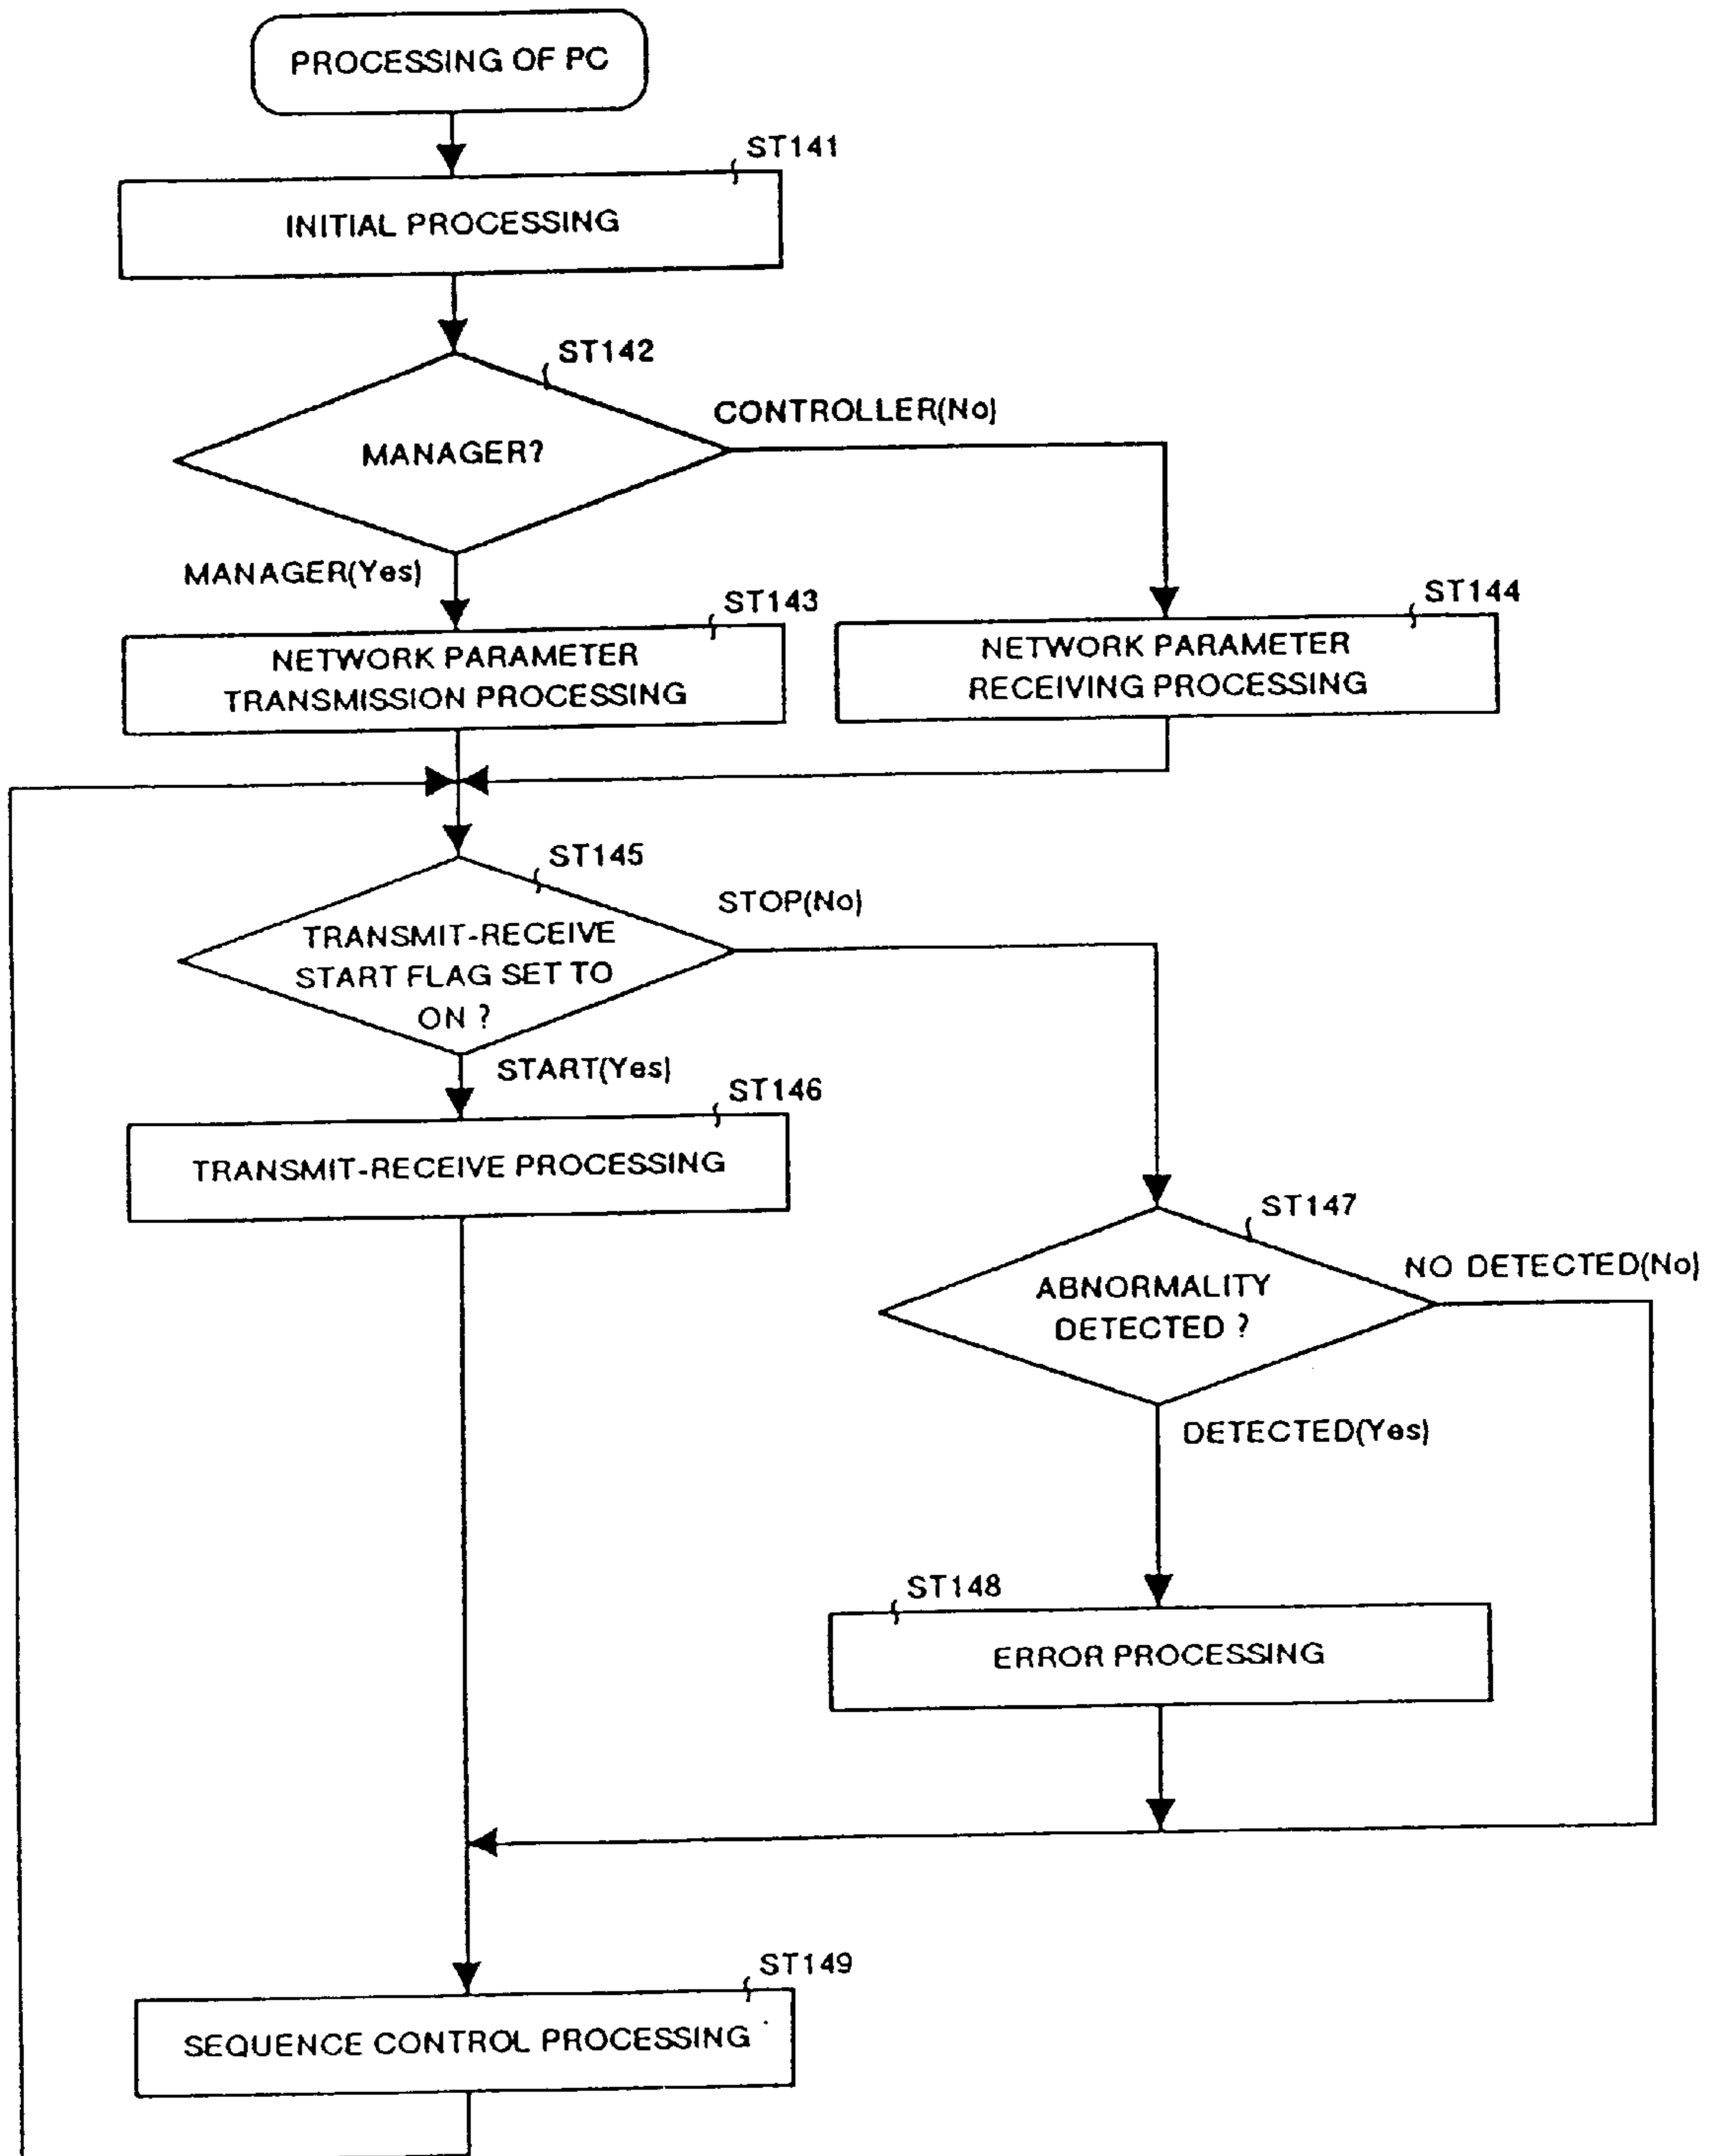 PROCESSING OF PC
ST141
INITIAL PROCESSING
ST142
MANAGER?
CONTROLLER(No)
MANAGER(Yes)
ST143
NETWORK PARAMETER
TRANSMISSION PROCESSING
ST144
NETWORK PARAMETER
RECEIVING PROCESSING
ST145
TRANSMIT-RECEIVE
START FLAG SET TO
ON ?
STOP(No)
START(Yes)
ST146
TRANSMIT-RECEIVE PROCESSING
ST147
ABNORMALITY
DETECTED ?
NO DETECTED(No)
DETECTED(Yes)
ST148
ERROR PROCESSING
ST149
SEQUENCE CONTROL PROCESSING